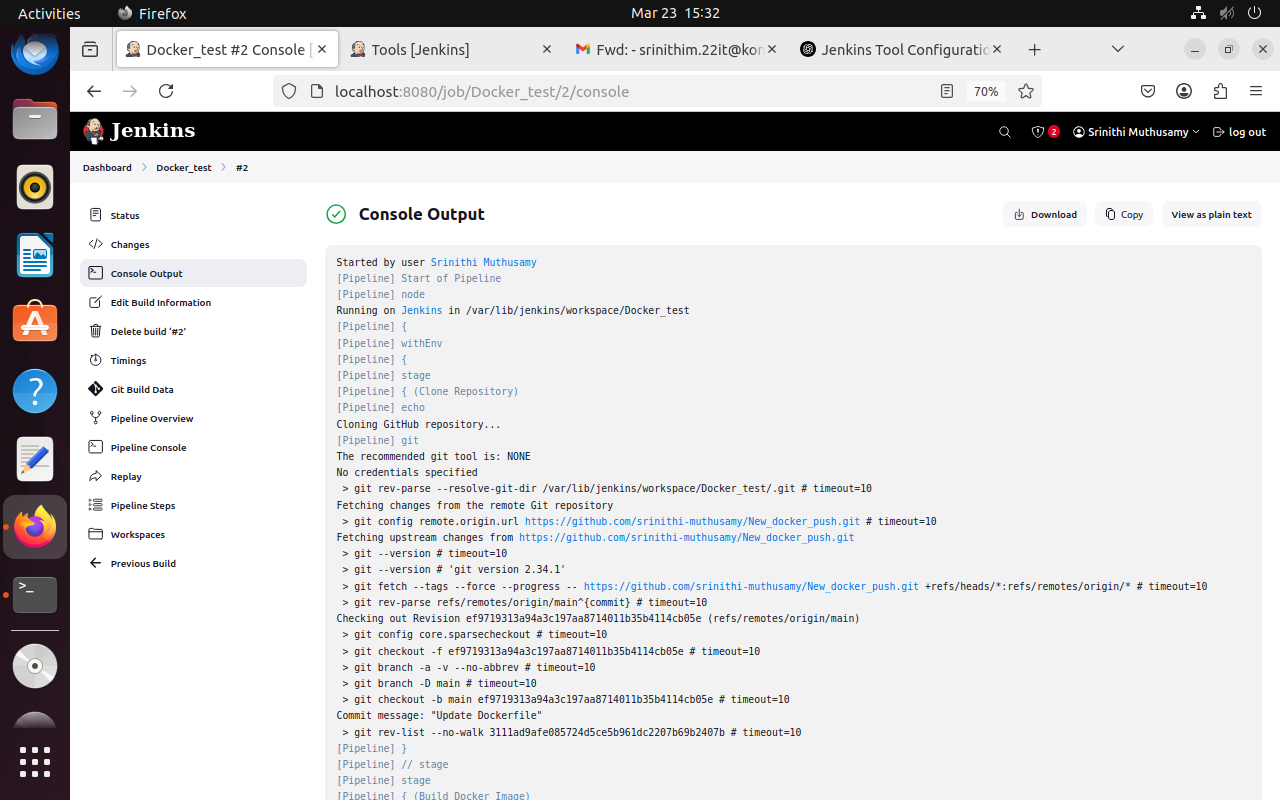 Activities
Firefox
Mar 23 15:32
Docker_test #2 Console [
Tools [Jenkins]
Fwd: - srinithim.22it@kon
Jenkins Tool Configuratio
localhost:8080/job/Docker_test/2/console
70%
Jenkins
2
Srinithi Muthusamy
log out
Dashboard
Docker_test
#2
Status
Changes
Console Output
Edit Build Information
Delete build ‘#2’
Timings
Git Build Data
Pipeline Overview
Pipeline Console
Replay
Pipeline Steps
Workspaces
Previous Build
Console Output
Download
Copy
View as plain text
Started by user Srinithi Muthusamy
[Pipeline] Start of Pipeline
[Pipeline] node
Running on Jenkins in /var/lib/jenkins/workspace/Docker_test
[Pipeline] {
[Pipeline] withEnv
[Pipeline] {
[Pipeline] stage
[Pipeline] { (Clone Repository)
[Pipeline] echo
Cloning GitHub repository...
[Pipeline] git
The recommended git tool is: NONE
No credentials specified
> git rev-parse --resolve-git-dir /var/lib/jenkins/workspace/Docker_test/.git # timeout=10
Fetching changes from the remote Git repository
> git config remote.origin.url https://github.com/srinithi-muthusamy/New_docker_push.git # timeout=10
Fetching upstream changes from https://github.com/srinithi-muthusamy/New_docker_push.git
> git --version # timeout=10
> git --version # 'git version 2.34.1'
> git fetch --tags --force --progress -- https://github.com/srinithi-muthusamy/New_docker_push.git +refs/heads/*:refs/remotes/origin/* # timeout=10
> git rev-parse refs/remotes/origin/main^{commit} # timeout=10
Checking out Revision ef9719313a94a3c197aa8714011b35b4114cb05e (refs/remotes/origin/main)
> git config core.sparsecheckout # timeout=10
> git checkout -f ef9719313a94a3c197aa8714011b35b4114cb05e # timeout=10
> git branch -a -v --no-abbrev # timeout=10
> git branch -D main # timeout=10
> git checkout -b main ef9719313a94a3c197aa8714011b35b4114cb05e # timeout=10
Commit message: "Update Dockerfile"
> git rev-list --no-walk 3111ad9afe085724d5ce5b961dc2207b69b2407b # timeout=10
[Pipeline] }
[Pipeline] // stage
[Pipeline] stage
[Pipeline] { (Build Docker Image)